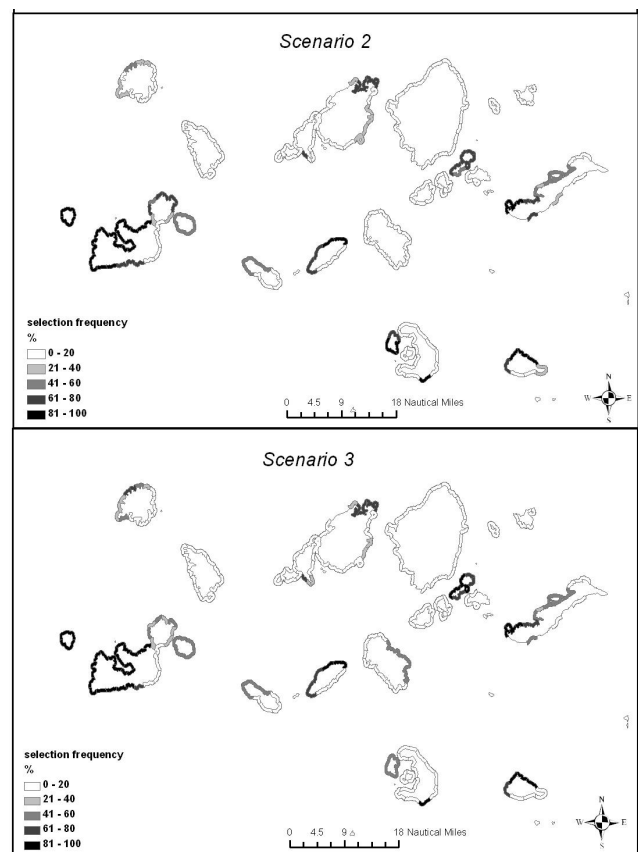 Scenario 2
selection frequency
%
0 - 20
21 - 40
41 - 60
61 - 80
81 - 100
0 4.5 9 18 Nautical Miles
N
W E
S
Scenario 3
selection frequency
%
0 - 20
21 - 40
41 - 60
61 - 80
81 - 100
0 4.5 9 18 Nautical Miles
N
W E
S